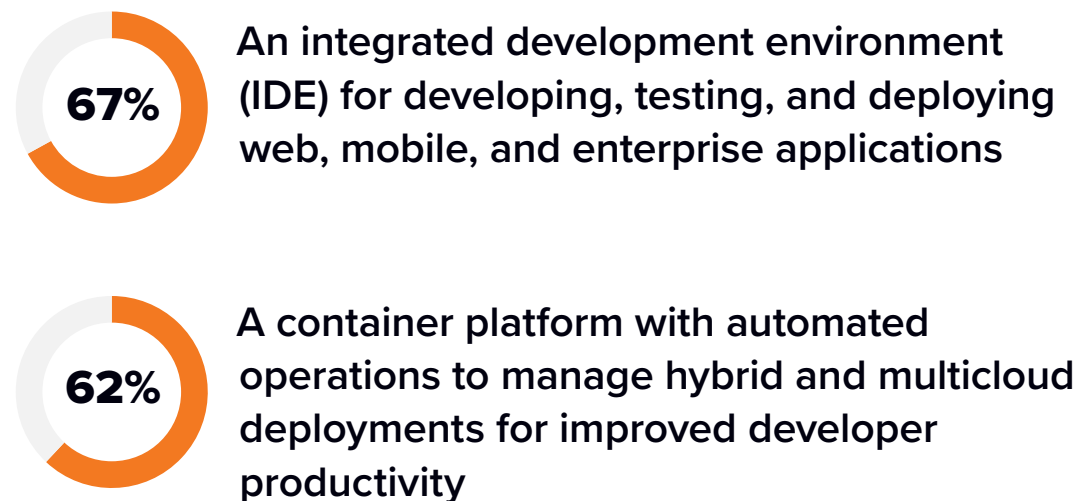 67%
An integrated development environment
(IDE) for developing, testing, and deploying
web, mobile, and enterprise applications
62%
A container platform with automated
operations to manage hybrid and multicloud
deployments for improved developer
productivity